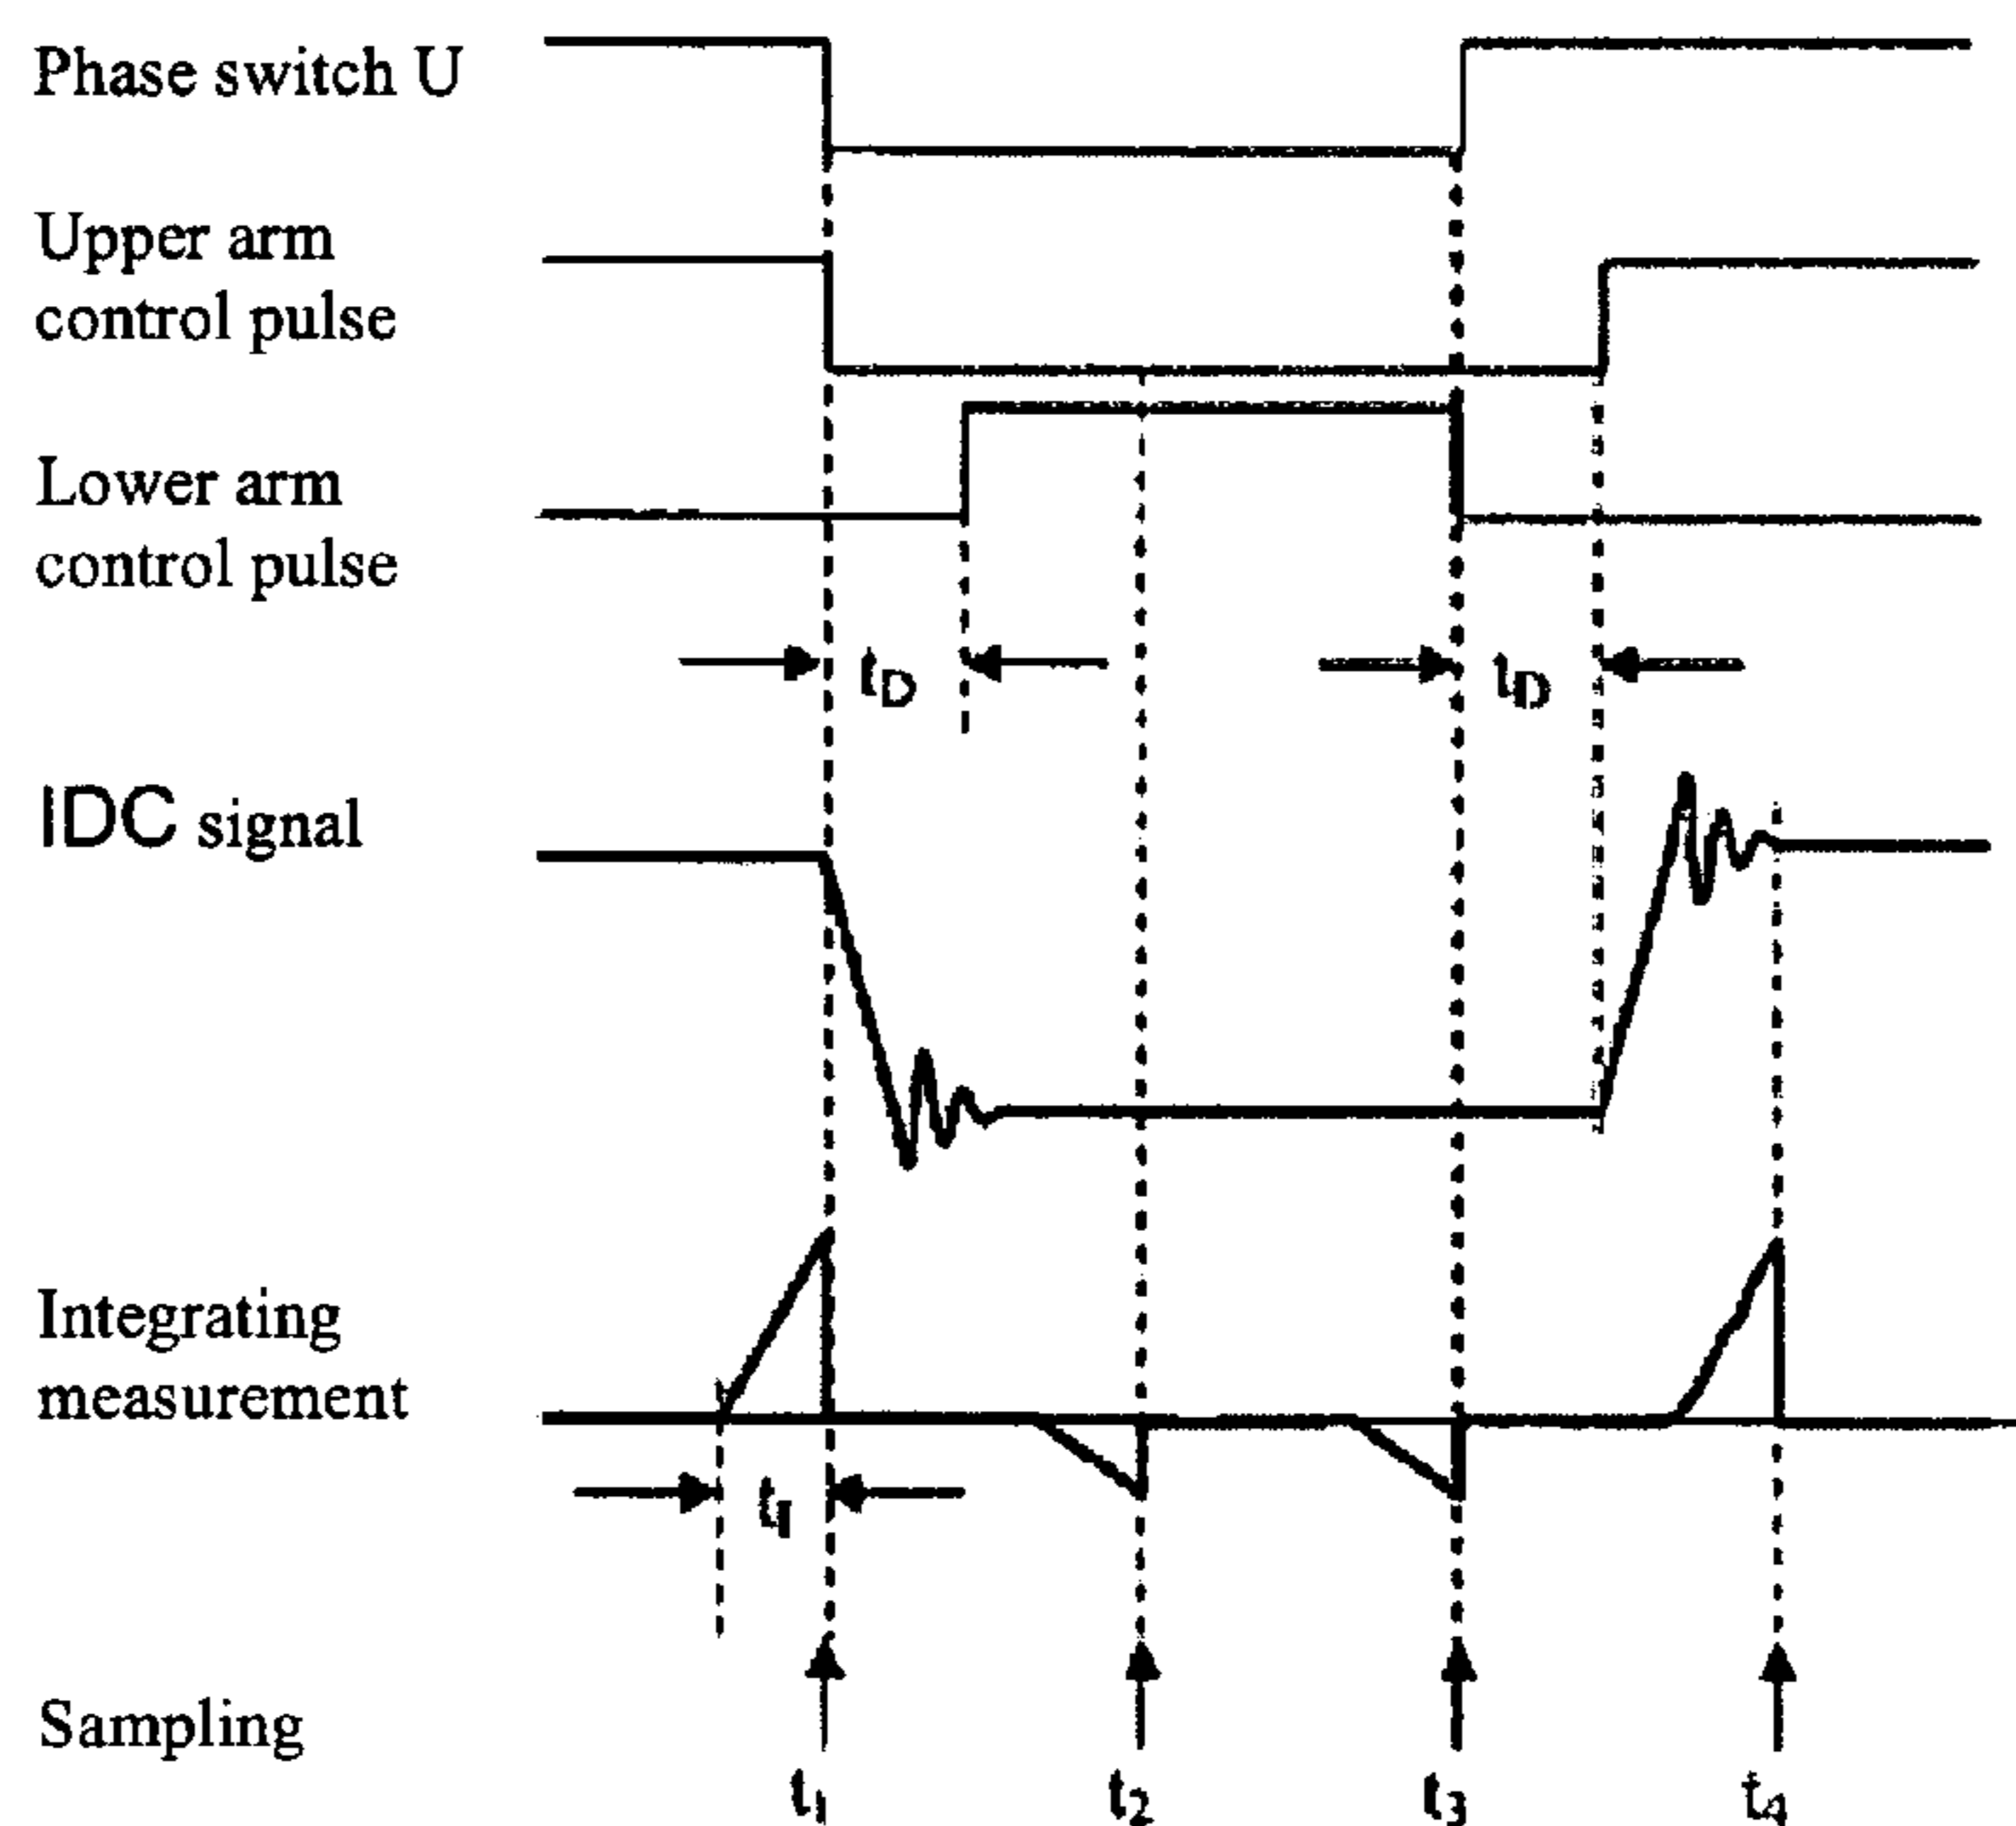 Phase switch U
Upper arm
control pulse
Lower arm
control pulse
tD tD
IDC signal
Integrating
measurement
tI
Sampling
t1 t2 t3 t4